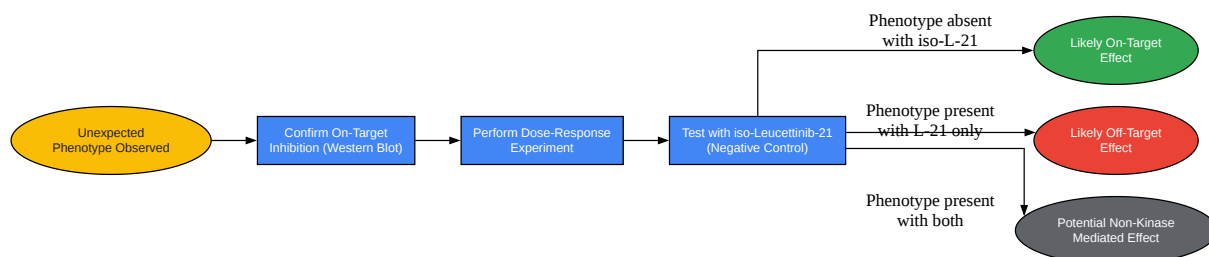 Unexpected
Phenotype Observed
Confirm On-Target
Inhibition (Western Blot)
Perform Dose-Response
Experiment
Test with iso-Leucettinib-21
(Negative Control)
Phenotype absent
with iso-L-21
Likely On-Target
Effect
Phenotype present
with L-21 only
Likely Off-Target
Effect
Phenotype present
with both
Potential Non-Kinase
Mediated Effect